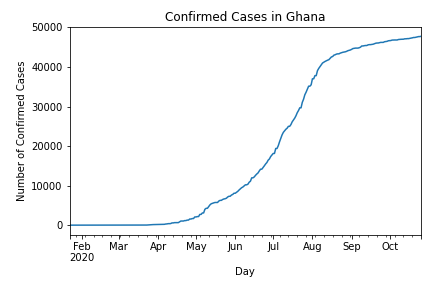 Confirmed Cases in Ghana
50000
40000
30000
20000
10000
0
Number of Confirmed Cases
Feb Mar Apr May Jun Jul Aug Sep Oct
2020
Day